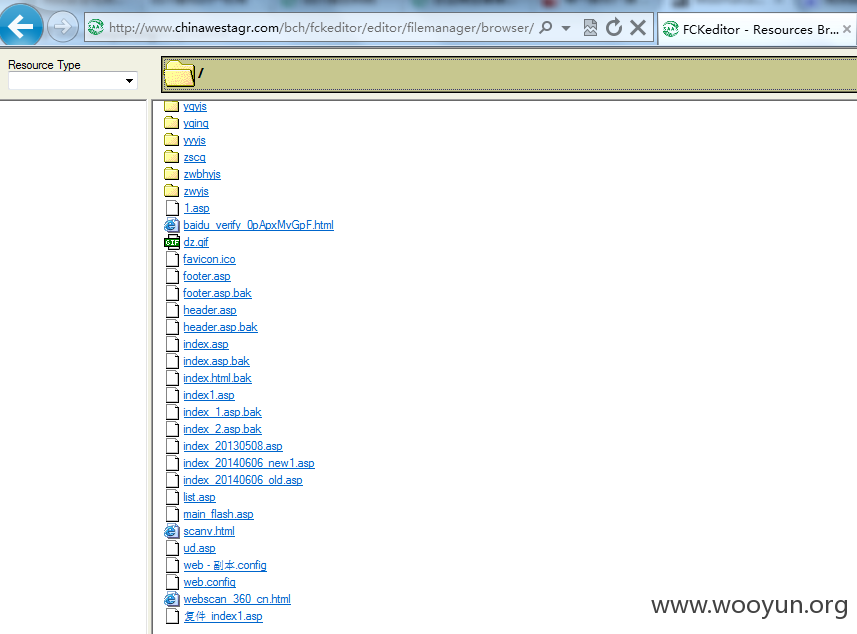 http://www.chinawestagr.com/bch/fckeditor/editor/filemanager/browser/
FCKeditor - Resources Br...
Resource Type
/
ygyjs
yqing
yyyjs
zscq
zwbhyjs
zwyjs
1.asp
baidu_verify_0pApxMvGpF.html
dz.gif
favicon.ico
footer.asp
footer.asp.bak
header.asp
header.asp.bak
index.asp
index.asp.bak
index.html.bak
index1.asp
index_1.asp.bak
index_2.asp.bak
index_20130508.asp
index_20140606_new1.asp
index_20140606_old.asp
list.asp
main_flash.asp
scanv.html
ud.asp
web - 副本.config
web.config
webscan_360_cn.html
复件 index1.asp
www.wooyun.org